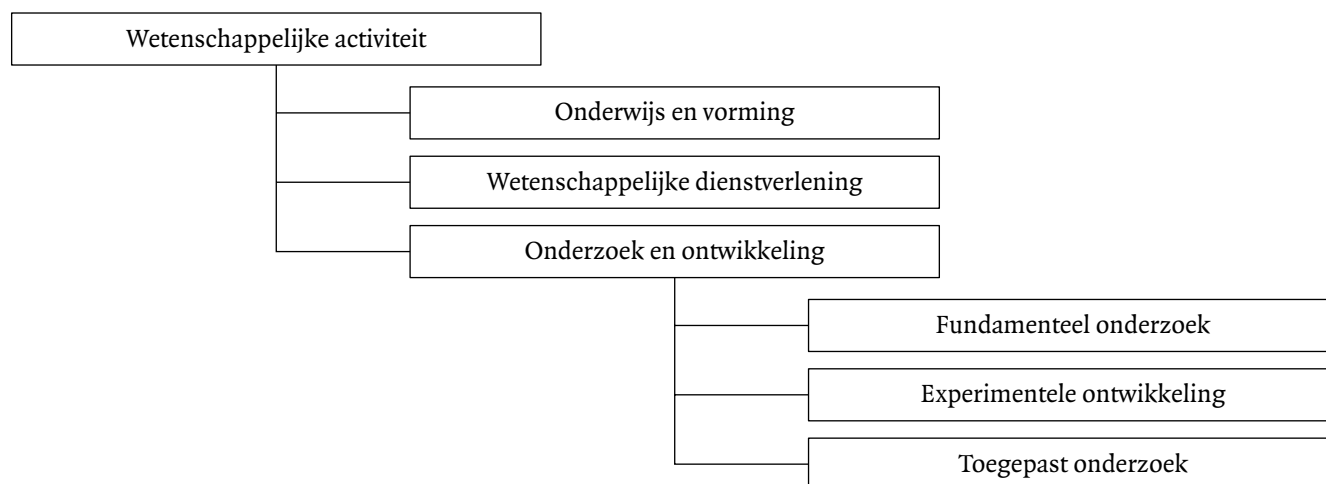 Wetenschappelijke activiteit
Onderwijs en vorming
Wetenschappelijke dienstverlening
Onderzoek en ontwikkeling
Fundamenteel onderzoek
Experimentele ontwikkeling
Toegepast onderzoek